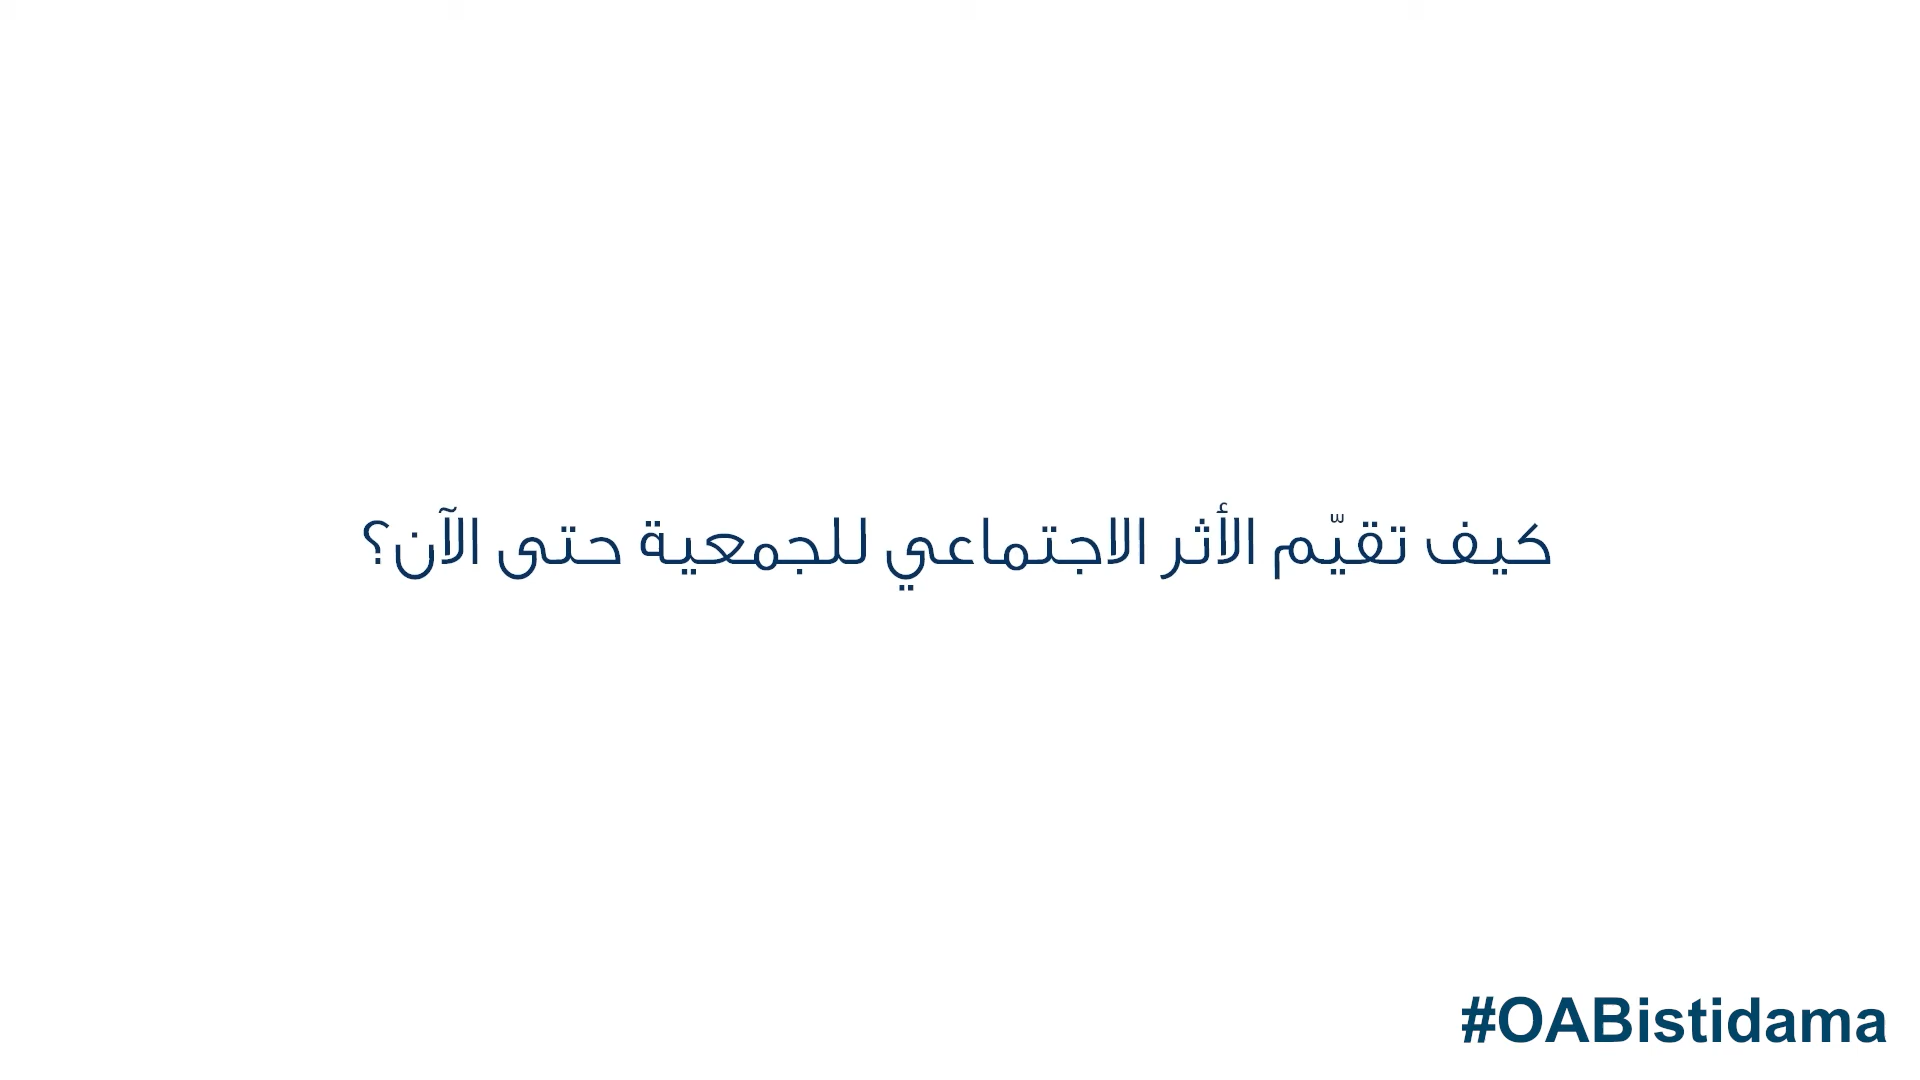 كيف تقيّم الأثر الاجتماعي للجمعية حتى الآن؟
#OABistidama